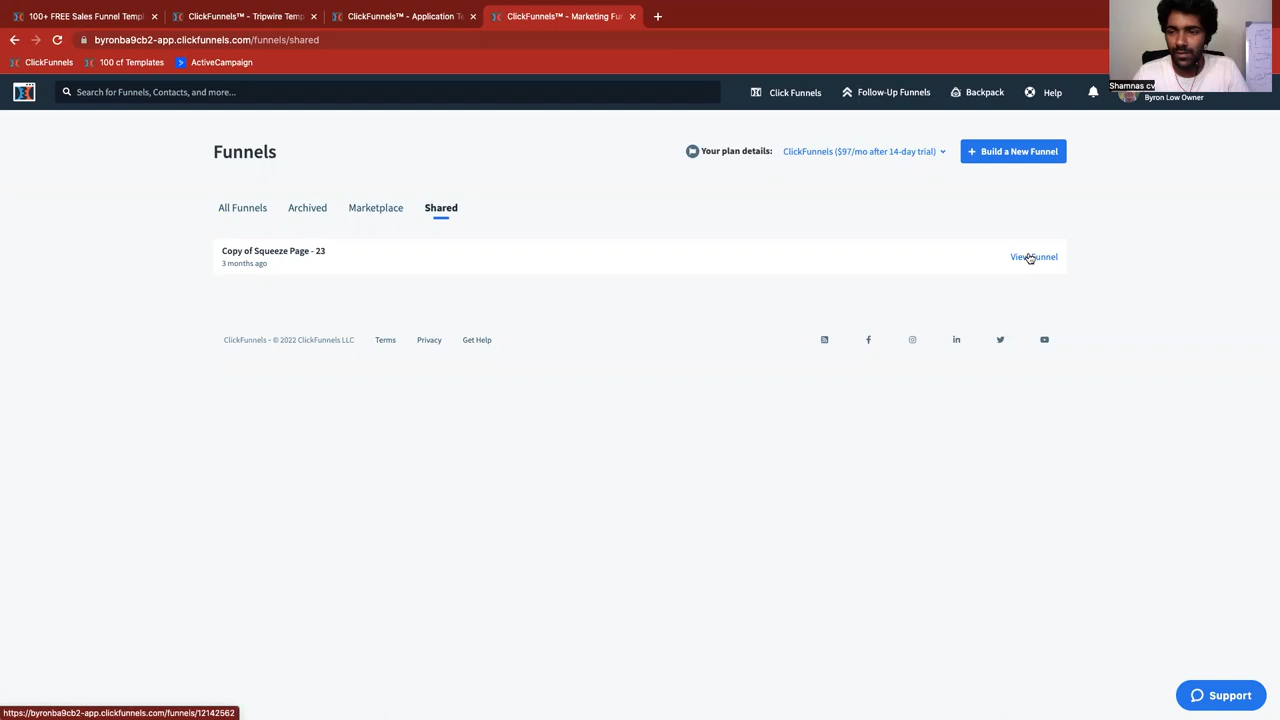 100+ FREE Sales Funnel Templ
ClickFunnels™ - Tripwire Temp
ClickFunnels™ - Application Te
ClickFunnels™ - Marketing Fu
byronba9cb2-app.clickfunnels.com/funnels/shared
ClickFunnels
100 cf Templates
ActiveCampaign
Shamnas cv
Search for Funnels, Contacts, and more...
Click Funnels
Follow-Up Funnels
Backpack
Help
Byron Low Owner
Funnels
Your plan details:
ClickFunnels ($97/mo after 14-day trial)
+ Build a New Funnel
All Funnels
Archived
Marketplace
Shared
Copy of Squeeze Page - 23
3 months ago
View Funnel
ClickFunnels - © 2022 ClickFunnels LLC
Terms
Privacy
Get Help
Support
https://byronba9cb2-app.clickfunnels.com/funnels/12142562